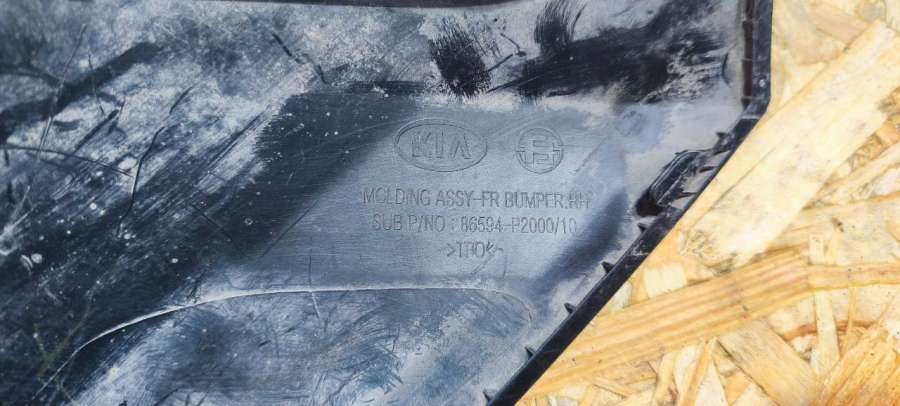 KIA
MOLDING ASSY-FR BUMPER,RH
SUB P/NO : 86594-P2000/10
>TPO<